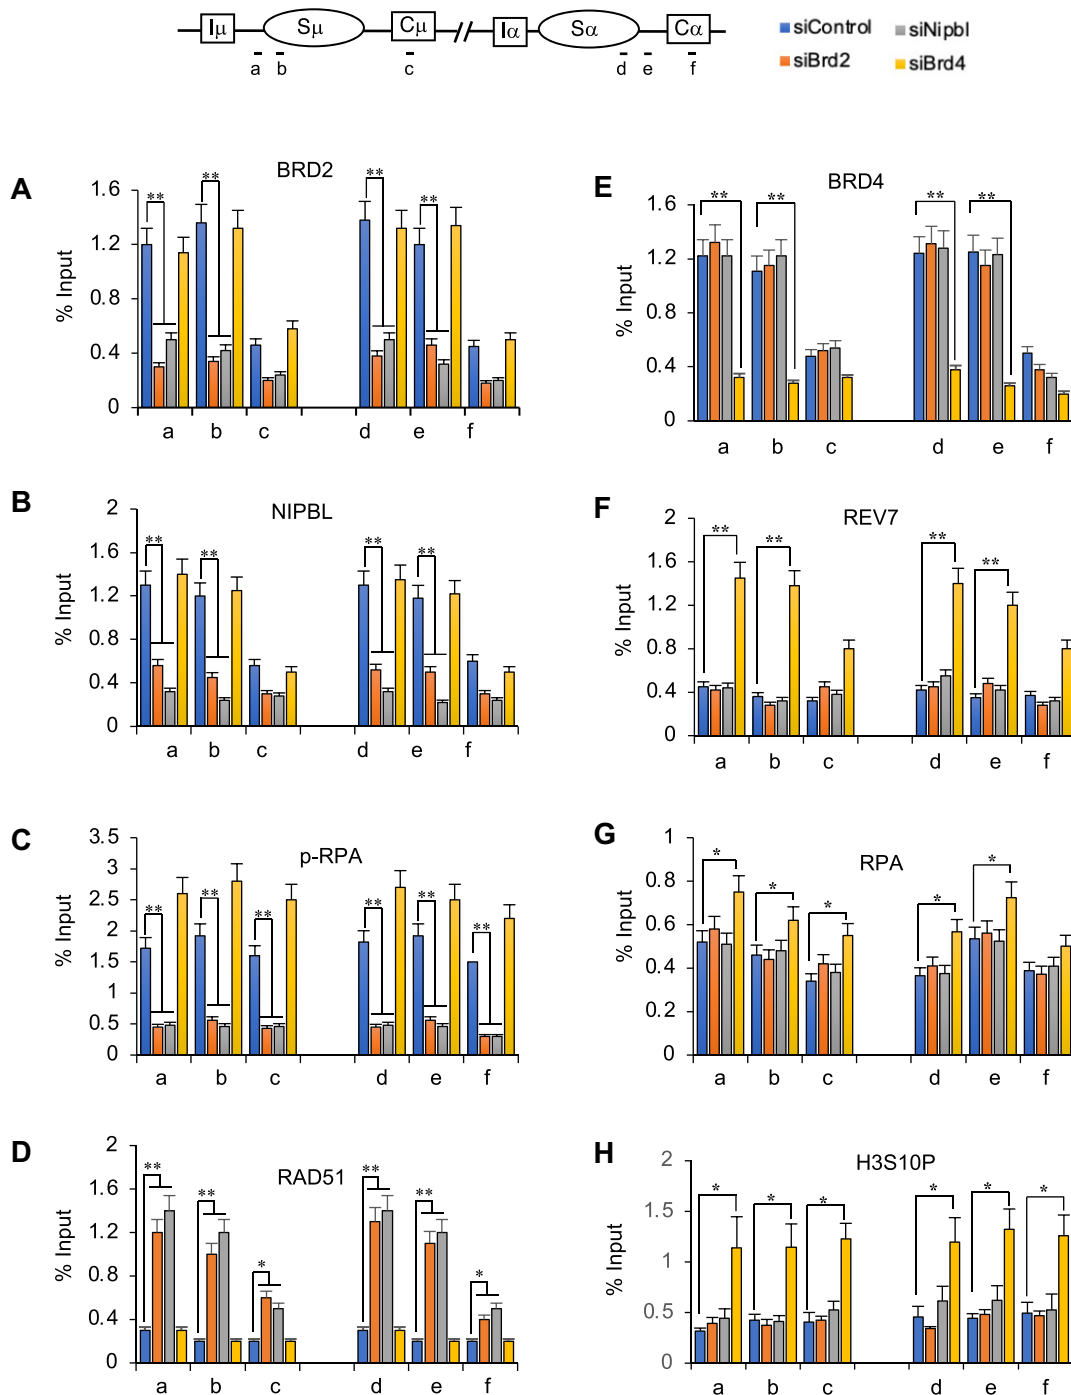 Iμ Sμ Cμ Iα Sα Cα
a b c d e f
siControl siNipbl
siBrd2 siBrd4
A
BRD2
% Input
1.6
1.2
0.8
0.4
0
** ** ** **
a b c d e f
E
BRD4
% Input
1.6
1.2
0.8
0.4
0
** ** ** **
a b c d e f
B
NIPBL
% Input
2
1.6
1.2
0.8
0.4
0
** ** ** **
a b c d e f
F
REV7
% Input
2
1.6
1.2
0.8
0.4
0
** ** ** **
a b c d e f
C
p-RPA
% Input
3.5
3
2.5
2
1.5
1
0.5
0
** ** ** ** ** **
a b c d e f
G
RPA
% Input
1
0.8
0.6
0.4
0.2
0
* * * * *
a b c d e f
D
RAD51
% Input
2
1.6
1.2
0.8
0.4
0
** ** * ** ** *
a b c d e f
H
H3S10P
% Input
2
1.5
1
0.5
0
* * * * * *
a b c d e f